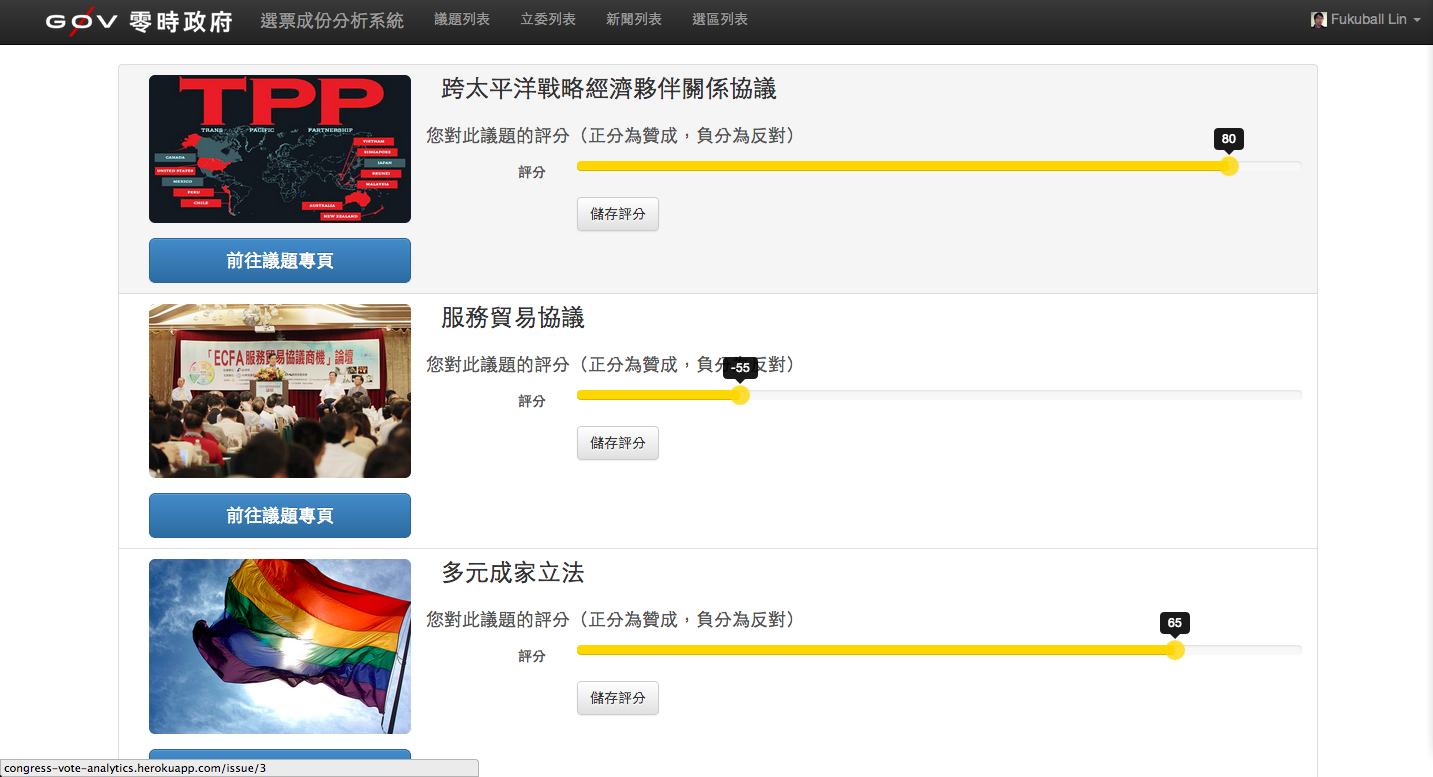 G0V 零時政府 選票成份分析系統 議題列表 立委列表 新聞列表 選區列表 Fukuball Lin
TPP
TRANS PACIFIC PARTNERSHIP
VIETNAM
SINGAPORE
CANADA
JAPAN
UNITED STATES
BRUNEI
MEXICO
MALAYSIA
PERU
CHILE
AUSTRALIA
NEW ZEALAND
跨太平洋戰略經濟夥伴關係協議
您對此議題的評分（正分為贊成，負分為反對）
80
評分
儲存評分
前往議題專頁
「ECFA服務貿易協議商機」論壇
服務貿易協議
您對此議題的評分（正分為贊成，負分為反對）
-55
評分
儲存評分
前往議題專頁
多元成家立法
您對此議題的評分（正分為贊成，負分為反對）
65
評分
儲存評分
congress-vote-analytics.herokuapp.com/issue/3